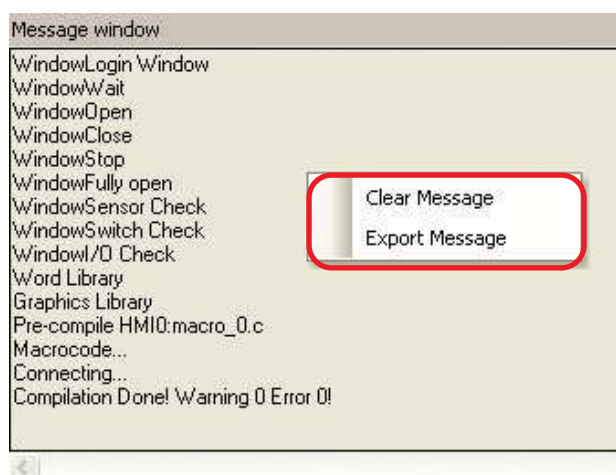 Message window
WindowLogin Window
WindowWait
WindowOpen
WindowClose
WindowStop
WindowFully open
WindowSensor Check
WindowSwitch Check
WindowI/O Check
Word Library
Graphics Library
Pre-compile HMI0:macro_0.c
Macrocode...
Connecting...
Compilation Done! Warning 0 Error 0!
Clear Message
Export Message